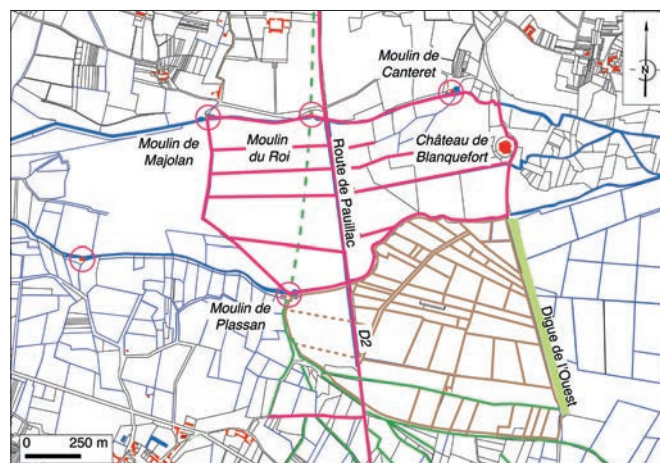 Moulin de
Canteret
N
Moulin de
Majolan
Moulin
du Roi
Route de Pauillac
Château de
Blanquefort
Moulin de
Plassan
D2
Digue de l'Ouest
0 250 m